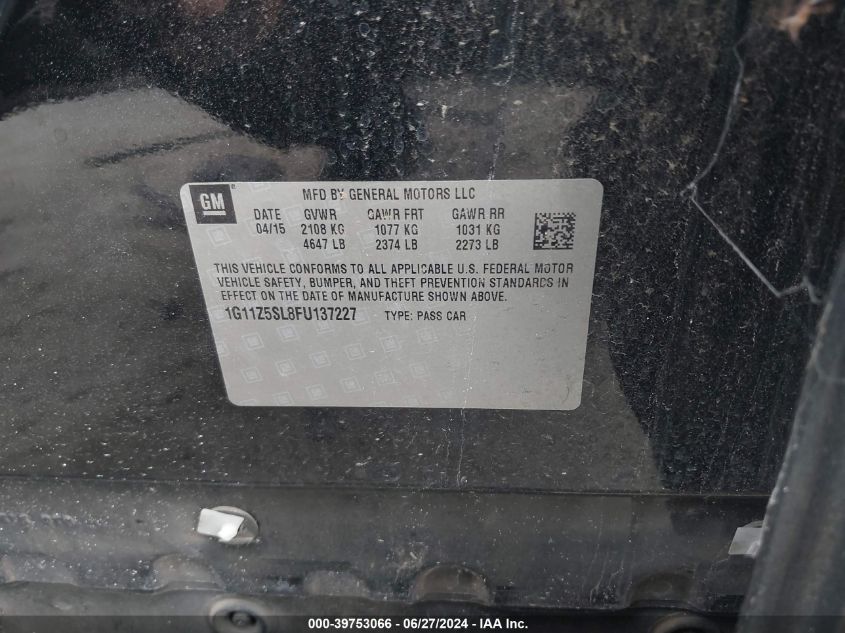 GM
MFD BY GENERAL MOTORS LLC
DATE GVWR GAWR FRT GAWR RR
04/15 2108 KG 1077 KG 1031 KG
4647 LB 2374 LB 2273 LB
THIS VEHICLE CONFORMS TO ALL APPLICABLE U.S. FEDERAL MOTOR
VEHICLE SAFETY, BUMPER, AND THEFT PREVENTION STANDARDS IN
EFFECT ON THE DATE OF MANUFACTURE SHOWN ABOVE.
1G11Z5SL8FU137227 TYPE: PASS CAR
000-39753066 - 06/27/2024 - IAA Inc.